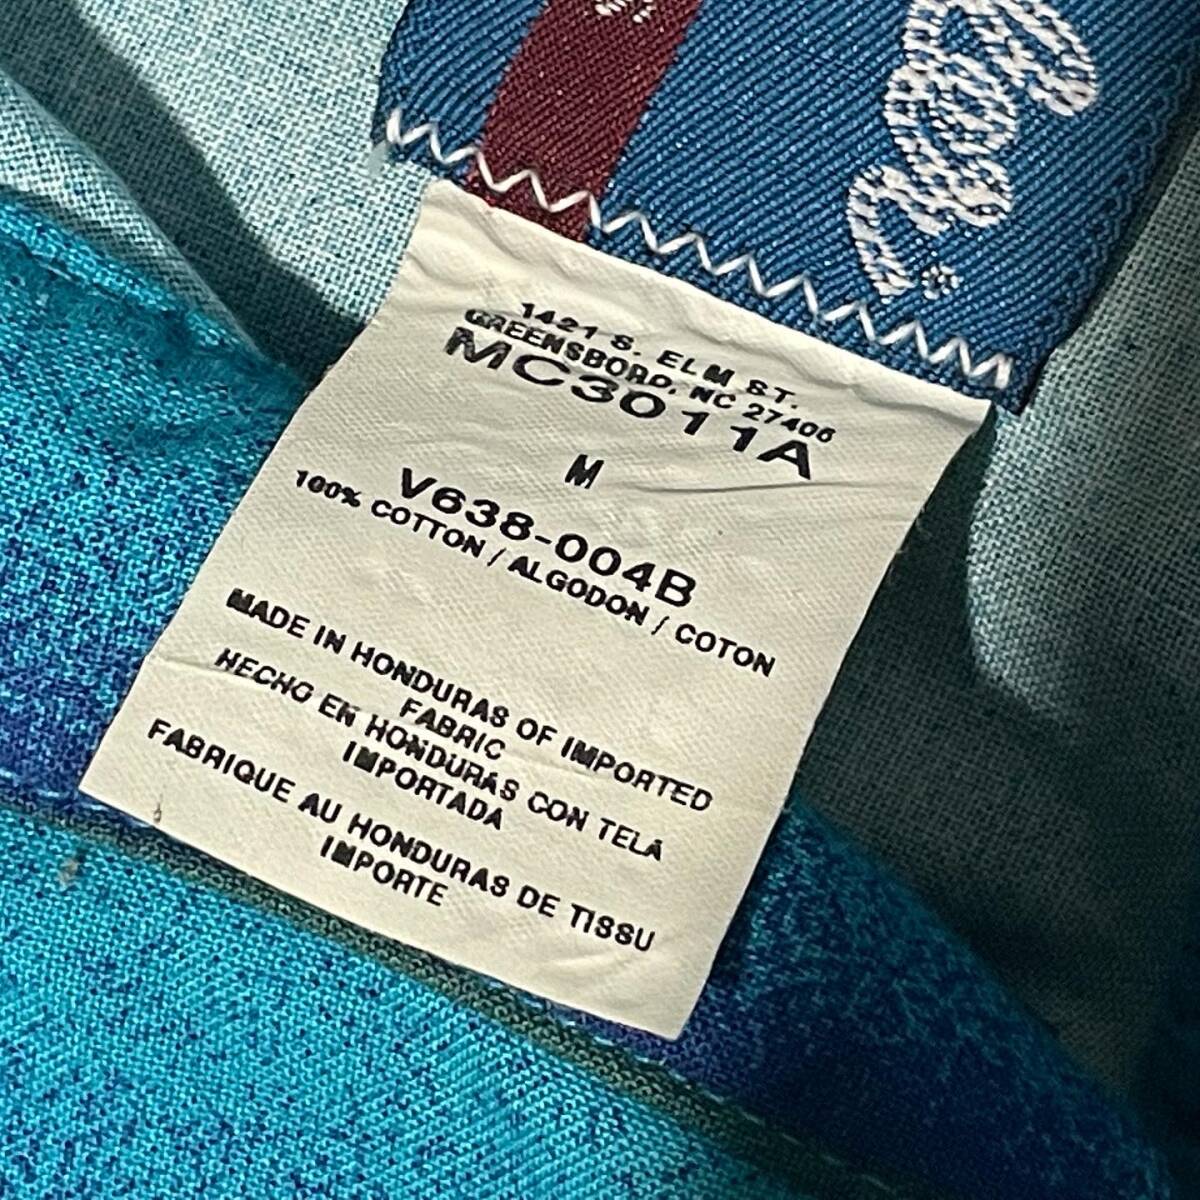 1421 S. ELM ST.
GREENSBORO, NC 27406
MC3011A
M
V638-004B
100% COTTON / ALGODON / COTON
MADE IN HONDURAS OF IMPORTED
FABRIC
HECHO EN HONDURAS CON TELA
IMPORTADA
FABRIQUE AU HONDURAS DE TISSU
IMPORTE